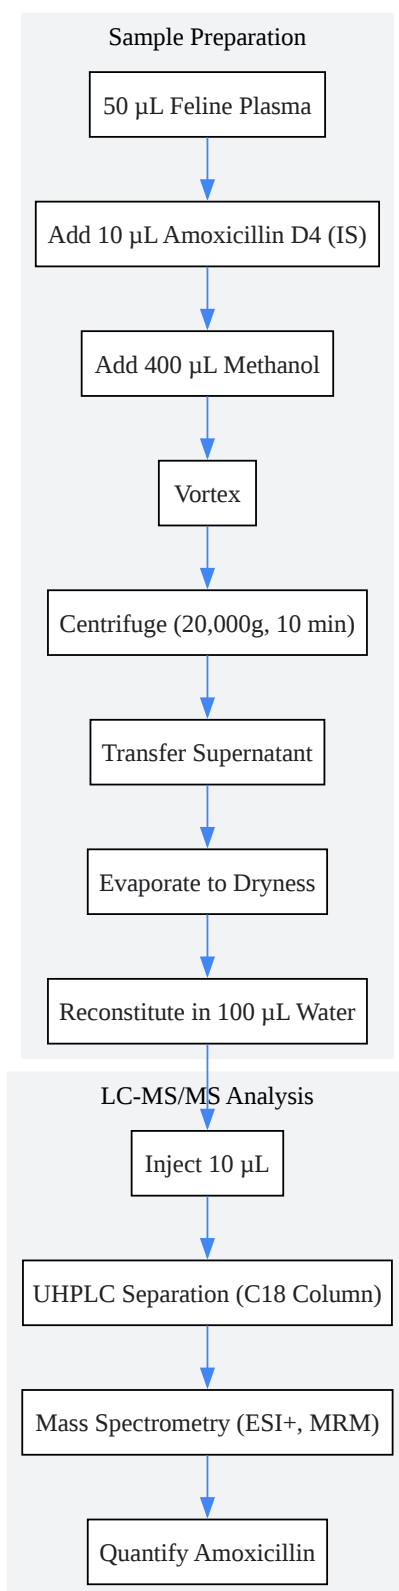 Sample Preparation
50 µL Feline Plasma
Add 10 µL Amoxicillin D4 (IS)
Add 400 µL Methanol
Vortex
Centrifuge (20,000g, 10 min)
Transfer Supernatant
Evaporate to Dryness
Reconstitute in 100 µL Water
LC-MS/MS Analysis
Inject 10 µL
UHPLC Separation (C18 Column)
Mass Spectrometry (ESI+, MRM)
Quantify Amoxicillin